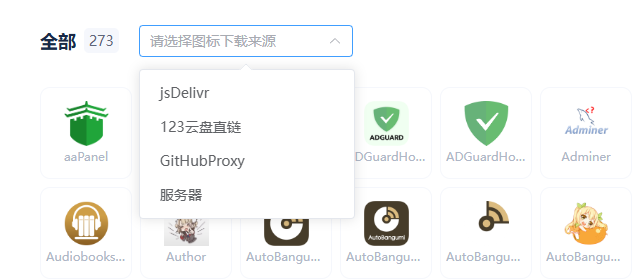 全部 273 请选择图标下载来源
jsDelivr
123云盘直链
GitHubProxy
服务器
ADGUARD
Adminer
aaPanel
DGuardHo...
ADGuardHo...
Adminer
AutoBangumi
AutoBangumi
Audiobooks...
Author
AutoBangu...
AutoBangu...
AutoBangu...
AutoBangu...